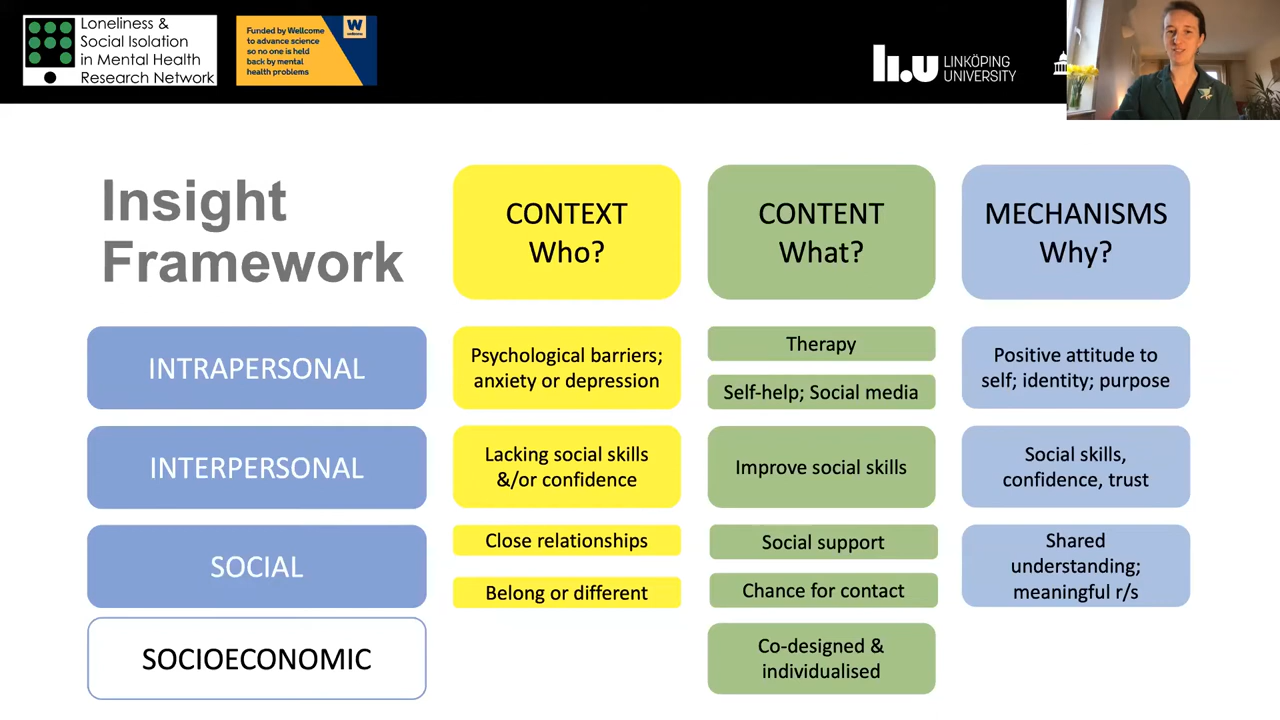 Loneliness &
Social Isolation
in Mental Health
Research Network
Funded by Wellcome
to advance science
so no one is held
back by mental
health problems
W
li.u LINKÖPING
UNIVERSITY
Insight
Framework
CONTEXT
Who?
CONTENT
What?
MECHANISMS
Why?
INTRAPERSONAL
Psychological barriers;
anxiety or depression
Therapy
Self-help; Social media
Positive attitude to
self; identity; purpose
INTERPERSONAL
Lacking social skills
&/or confidence
Improve social skills
Social skills,
confidence, trust
SOCIAL
Close relationships
Belong or different
Social support
Chance for contact
Shared
understanding;
meaningful r/s
SOCIOECONOMIC
Co-designed &
individualised